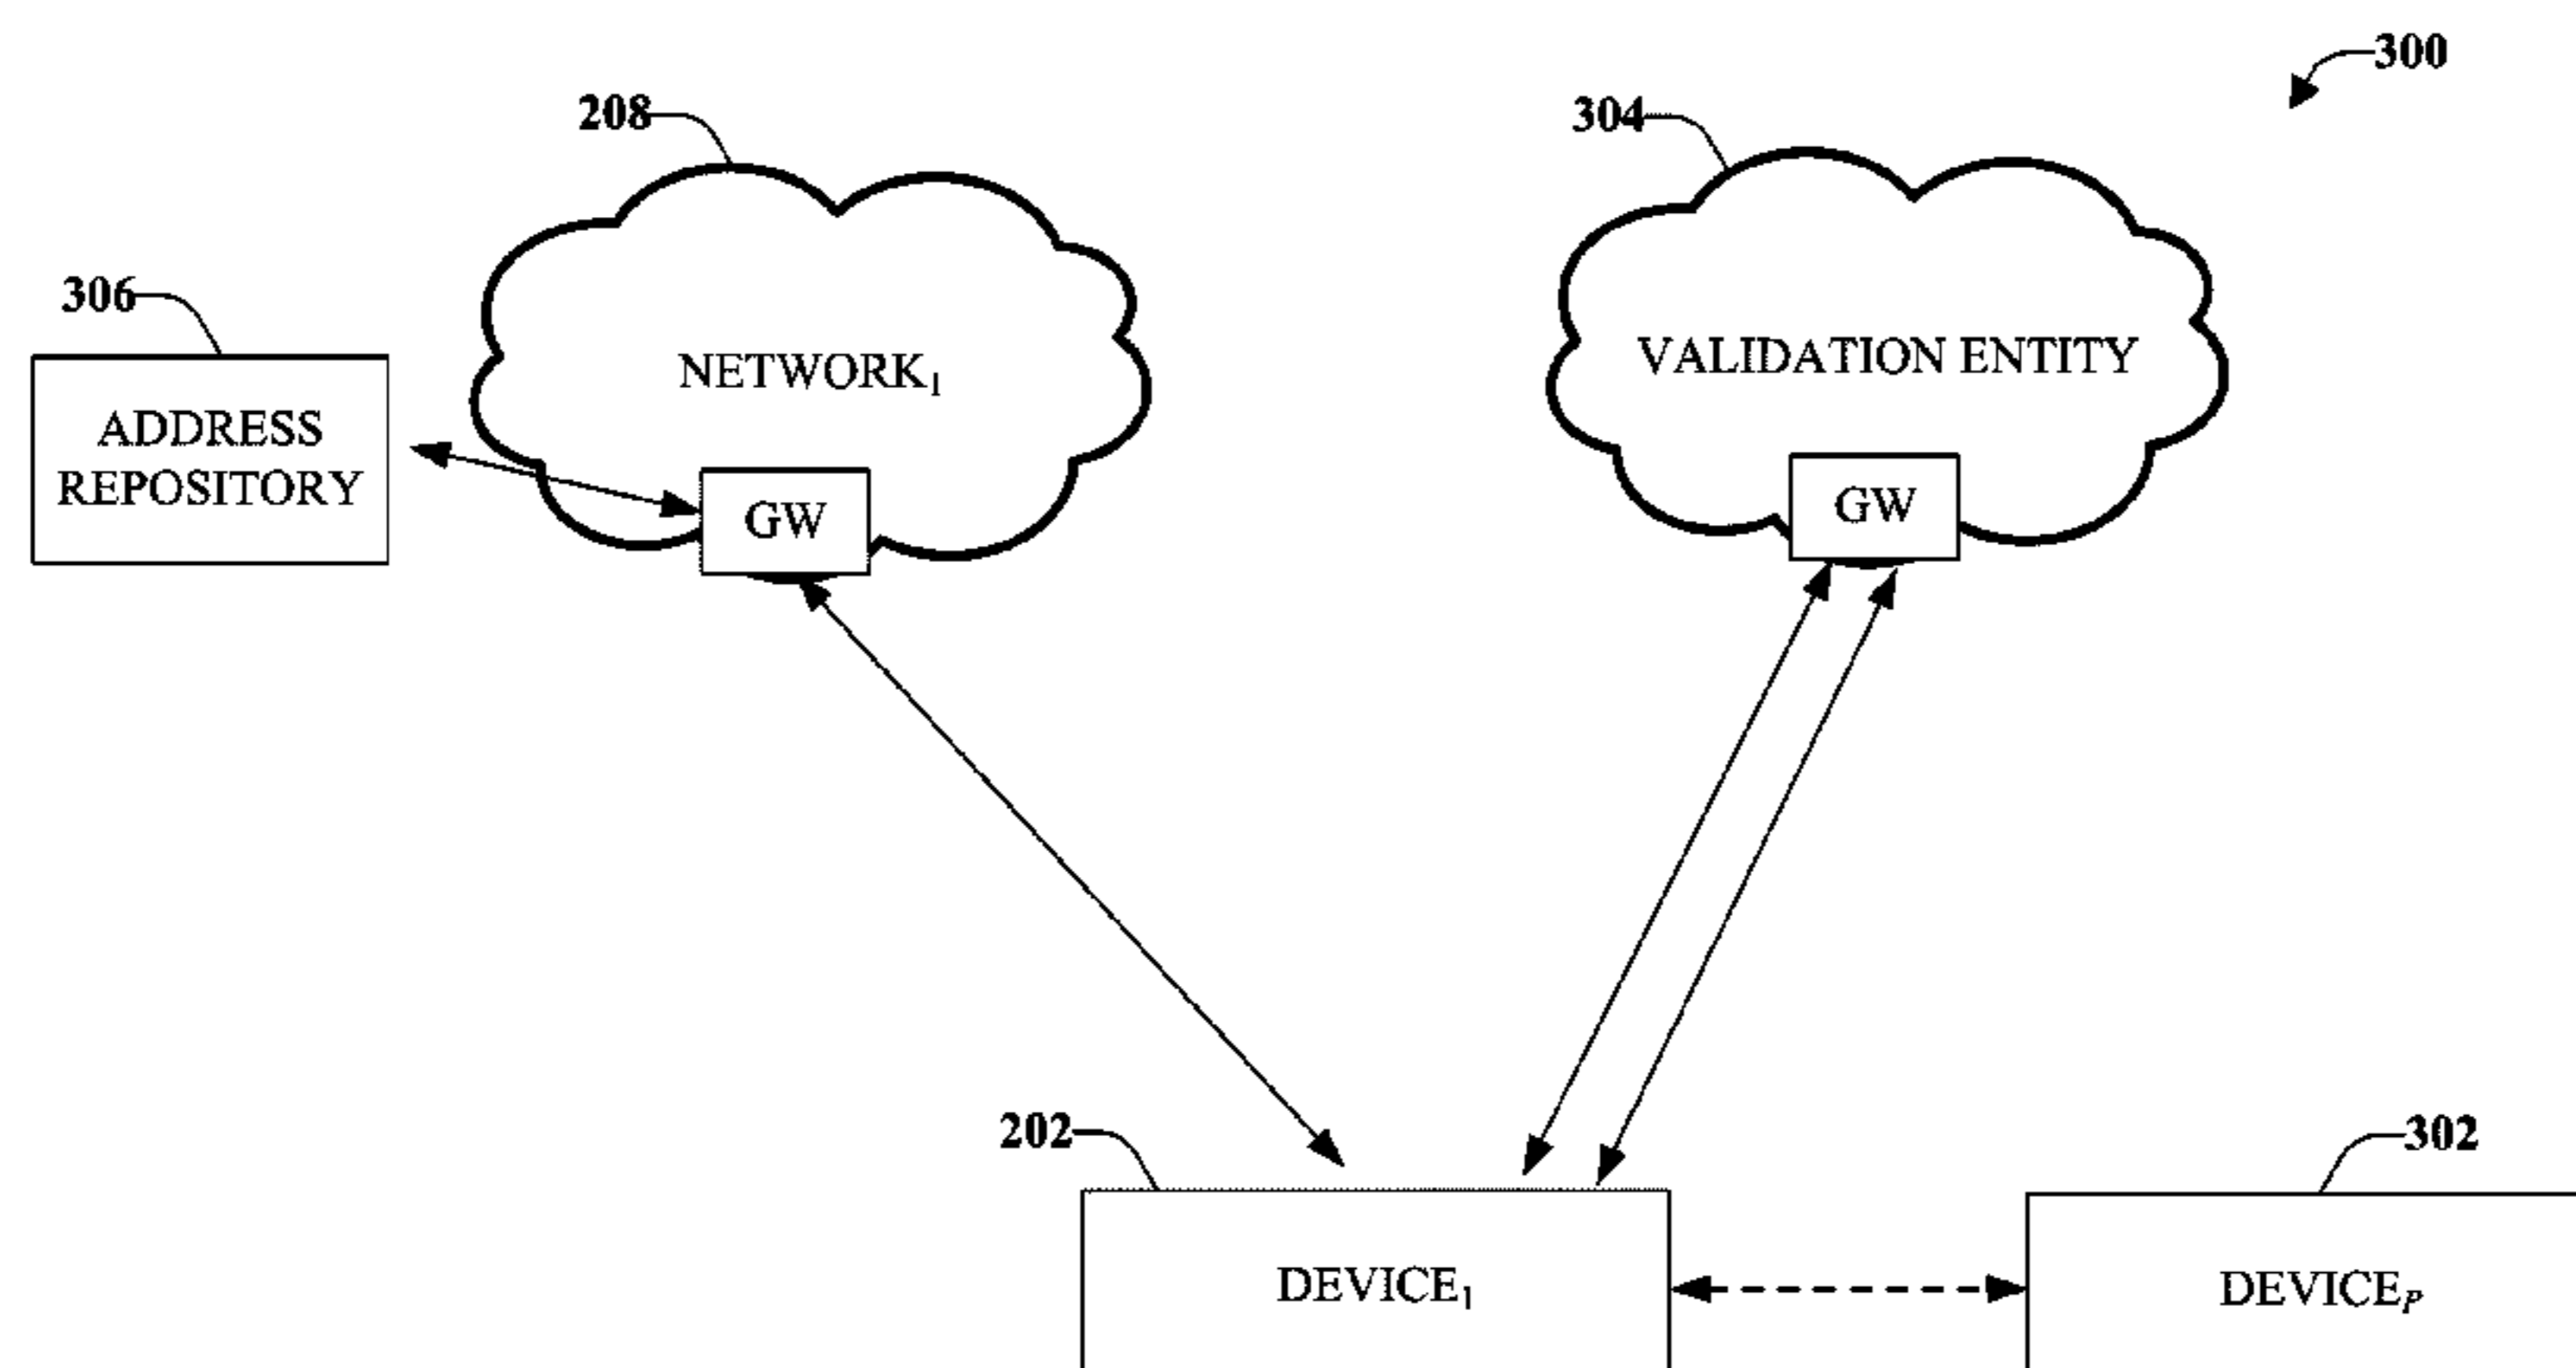 300
208
304
306
NETWORK₁
VALIDATION ENTITY
ADDRESS
REPOSITORY
GW
GW
202
302
DEVICE₁
DEVICEₚ